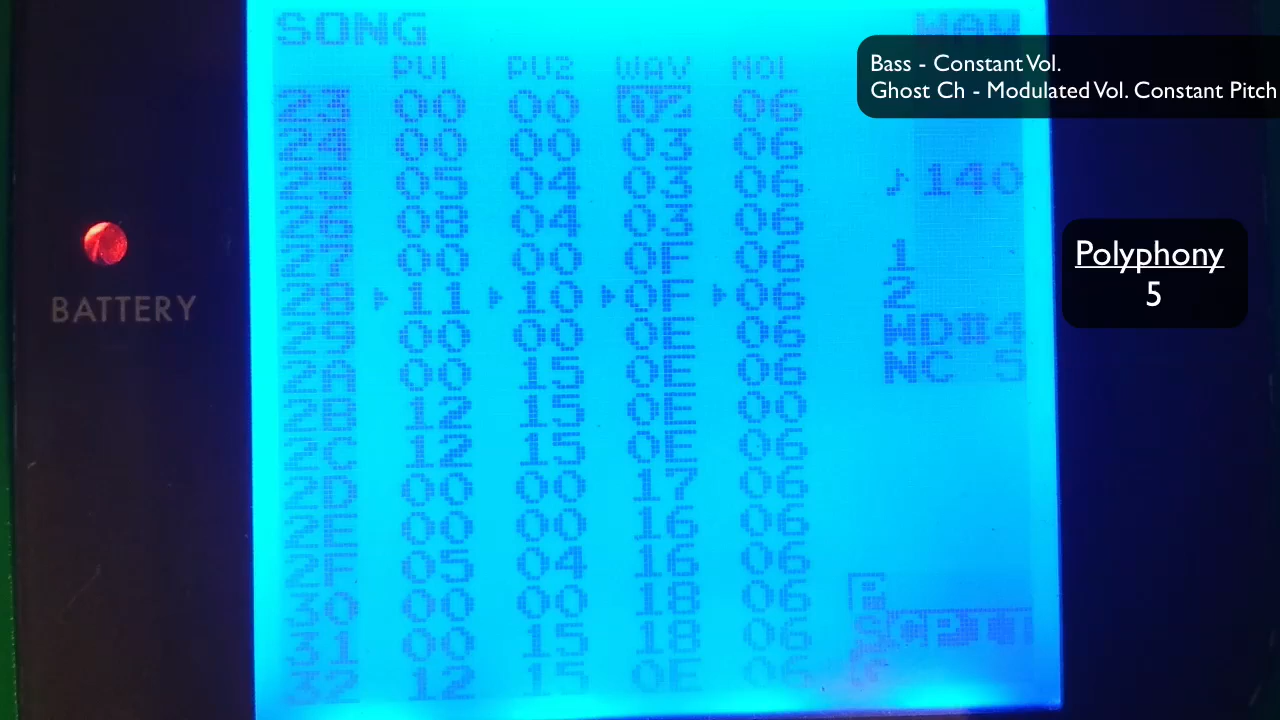 SONG WAV
PU1 PU2 WAV NOI
23 00 00 03 06
24 00 00 03 06
25 05 04 03 06
26 08 04 03 06
27 00 00 0F 06
28 11 10 0F 06
29 00 00 0E 06
2A 00 15 0E 06
2B 12 15 0E 00
2C 12 15 0E 06
2D 00 00 17 06
2E 00 00 16 06
2F 05 04 16 06
30 00 00 18 06
31 00 15 18 06
32 12 15 0E 06
140
1
2
WD#4
NC 5
P
SCPIT
BATTERY
Bass - Constant Vol.
Ghost Ch - Modulated Vol. Constant Pitch
Polyphony
5